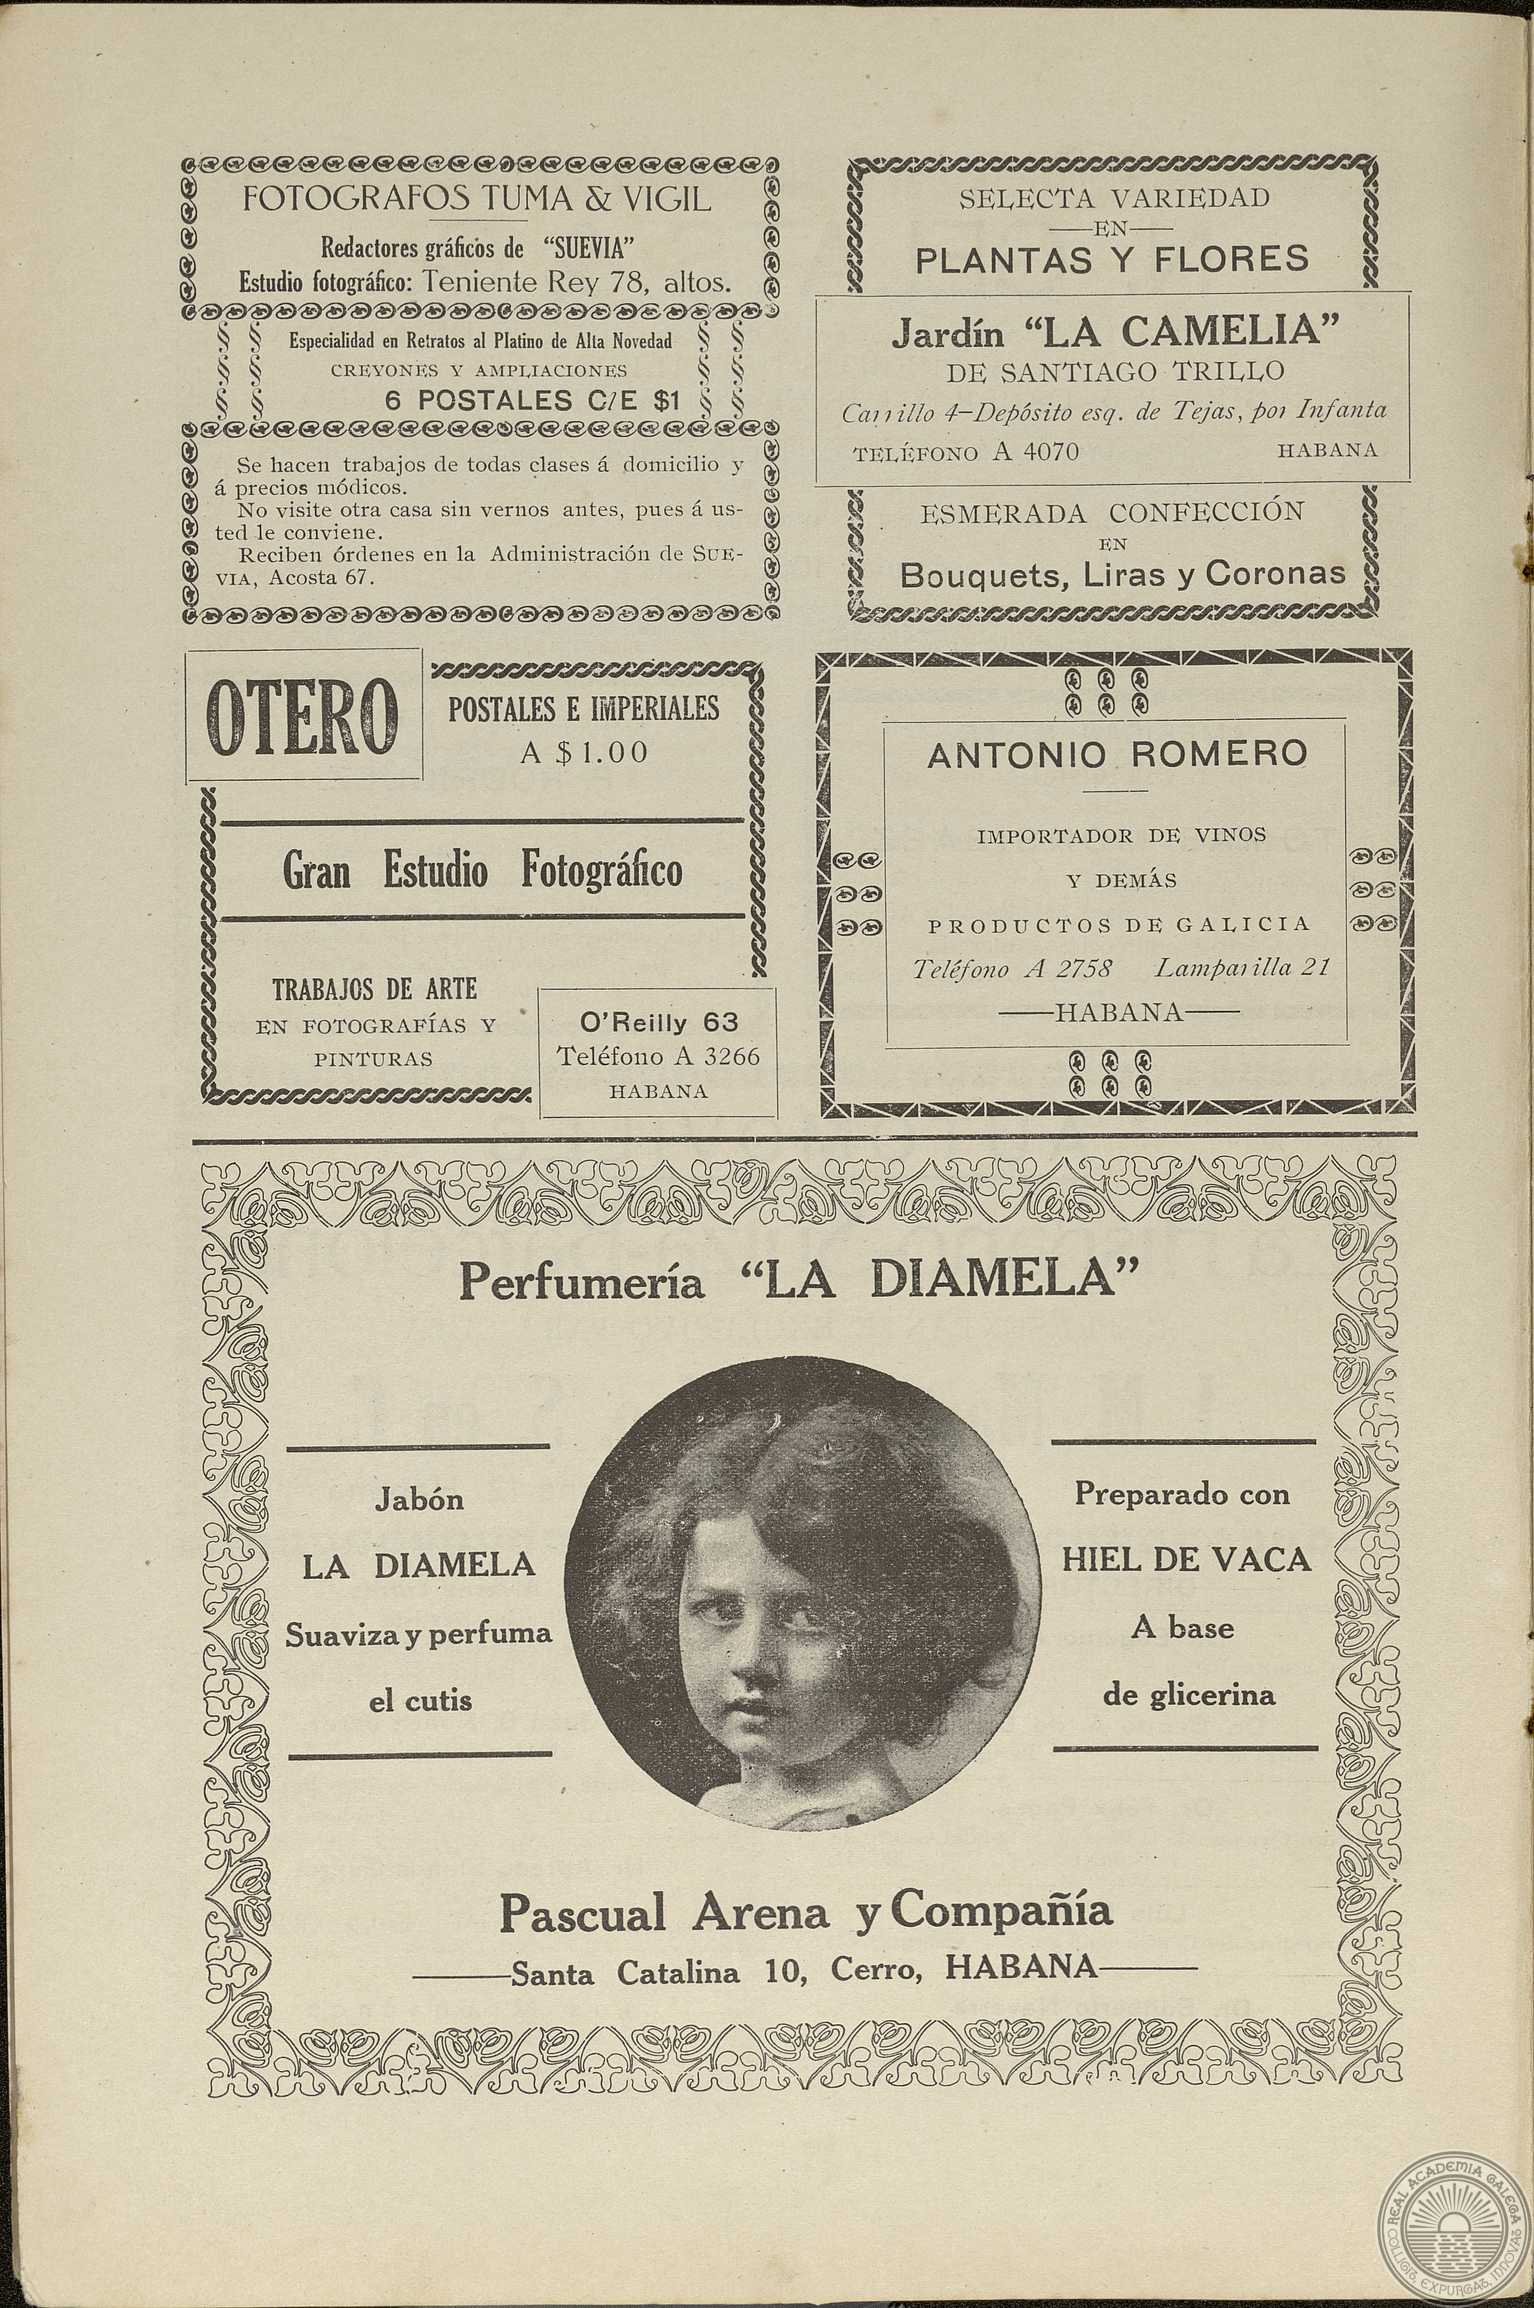 FOTOGRAFOS TUMA & VIGIL
Redactores gráficos de “SUEVIA”
Estudio fotográfico: Teniente Rey 78, altos.
Especialidad en Retratos al Platino de Alta Novedad
CREYONES Y AMPLIACIONES
6 POSTALES C/E $1
Se hacen trabajos de todas clases á domicilio y
á precios módicos.
No visite otra casa sin vernos antes, pues á us-
ted le conviene.
Reciben órdenes en la Administración de SUE-
VIA, Acosta 67.
SELECTA VARIEDAD
EN
PLANTAS Y FLORES
Jardín “LA CAMELIA”
DE SANTIAGO TRILLO
Carrillo 4—Depósito esq. de Tejas, por Infanta
TELÉFONO A 4070 HABANA
ESMERADA CONFECCIÓN
EN
Bouquets, Liras y Coronas
OTERO
POSTALES E IMPERIALES
A $1.00
Gran Estudio Fotográfico
TRABAJOS DE ARTE
EN FOTOGRAFÍAS Y
PINTURAS
O’Reilly 63
Teléfono A 3266
HABANA
ANTONIO ROMERO
IMPORTADOR DE VINOS
Y DEMÁS
PRODUCTOS DE GALICIA
Teléfono A 2758 Lamparilla 21
HABANA
Perfumería “LA DIAMELA”
Jabón
LA DIAMELA
Suaviza y perfuma
el cutis
Preparado con
HIEL DE VACA
A base
de glicerina
Pascual Arena y Compañía
Santa Catalina 10, Cerro, HABANA
REAL ACADEMIA GALEGA
COLLIGIT, EXPURGAT, INNOVAT